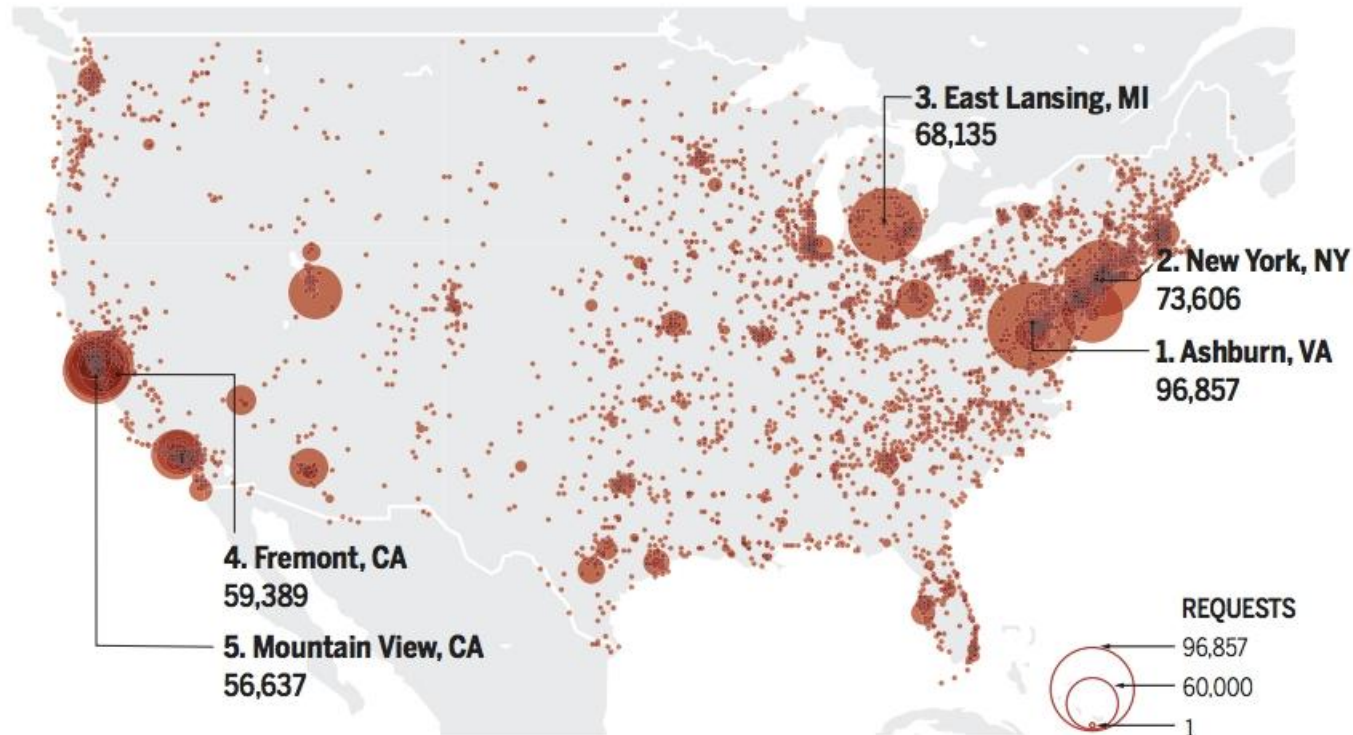 3. East Lansing, MI
68,135
2. New York, NY
73,606
1. Ashburn, VA
96,857
4. Fremont, CA
59,389
5. Mountain View, CA
56,637
REQUESTS
96,857
60,000
1